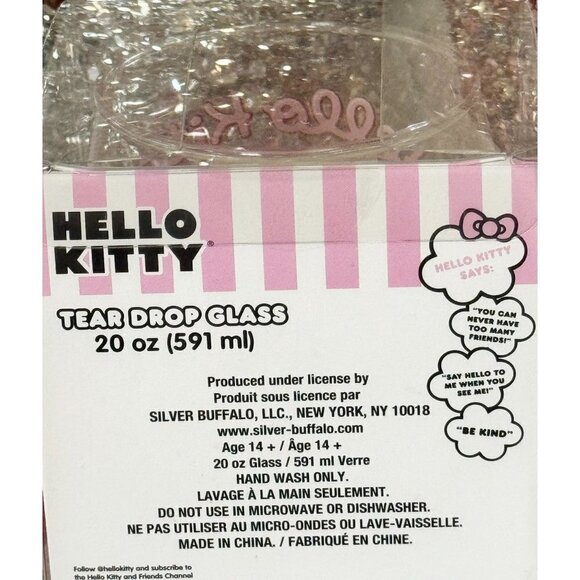 HELLO
KITTY®
TEAR DROP GLASS
20 oz (591 ml)
HELLO KITTY
SAYS:
"YOU CAN
NEVER HAVE
TOO MANY
FRIENDS!"
"SAY HELLO TO
ME WHEN YOU
SEE ME!"
"BE KIND"
Produced under license by
Produit sous licence par
SILVER BUFFALO, LLC., NEW YORK, NY 10018
www.silver-buffalo.com
Age 14 + / Âge 14 +
20 oz Glass / 591 ml Verre
HAND WASH ONLY.
LAVAGE À LA MAIN SEULEMENT.
DO NOT USE IN MICROWAVE OR DISHWASHER.
NE PAS UTILISER AU MICRO-ONDES OU LAVE-VAISSELLE.
MADE IN CHINA. / FABRIQUÉ EN CHINE.
Follow @hellokitty and subscribe to
the Hello Kitty and Friends Channel